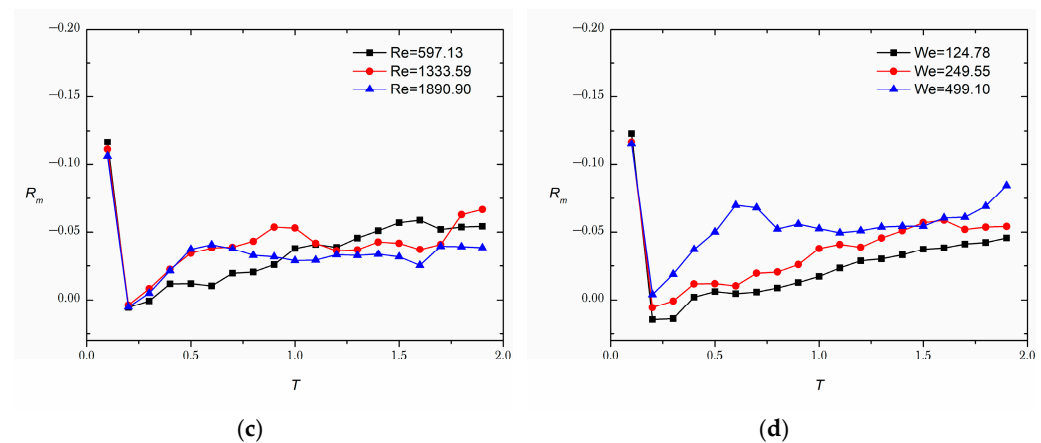 −0.20
−0.15
−0.10
−0.05
0.00
R_m
0.0 0.5 1.0 1.5 2.0
T
Re=597.13
Re=1333.59
Re=1890.90
(c)
−0.20
−0.15
−0.10
−0.05
0.00
R_m
0.0 0.5 1.0 1.5 2.0
T
We=124.78
We=249.55
We=499.10
(d)